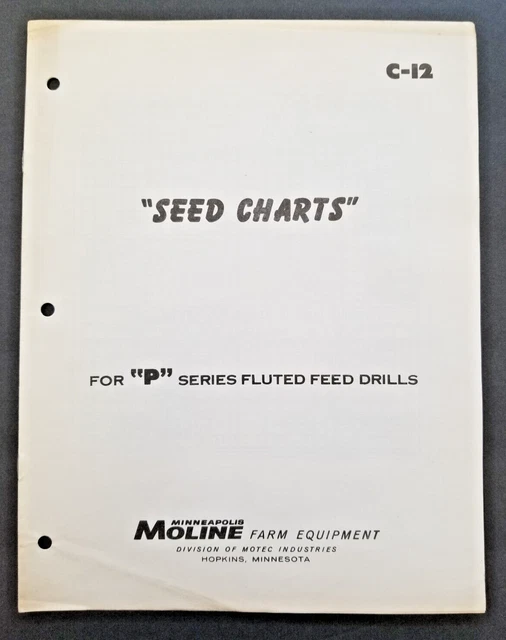 C-12
"SEED CHARTS"
FOR "P" SERIES FLUTED FEED DRILLS
MINNEAPOLIS
MOLINE FARM EQUIPMENT
DIVISION OF MOTEC INDUSTRIES
HOPKINS, MINNESOTA